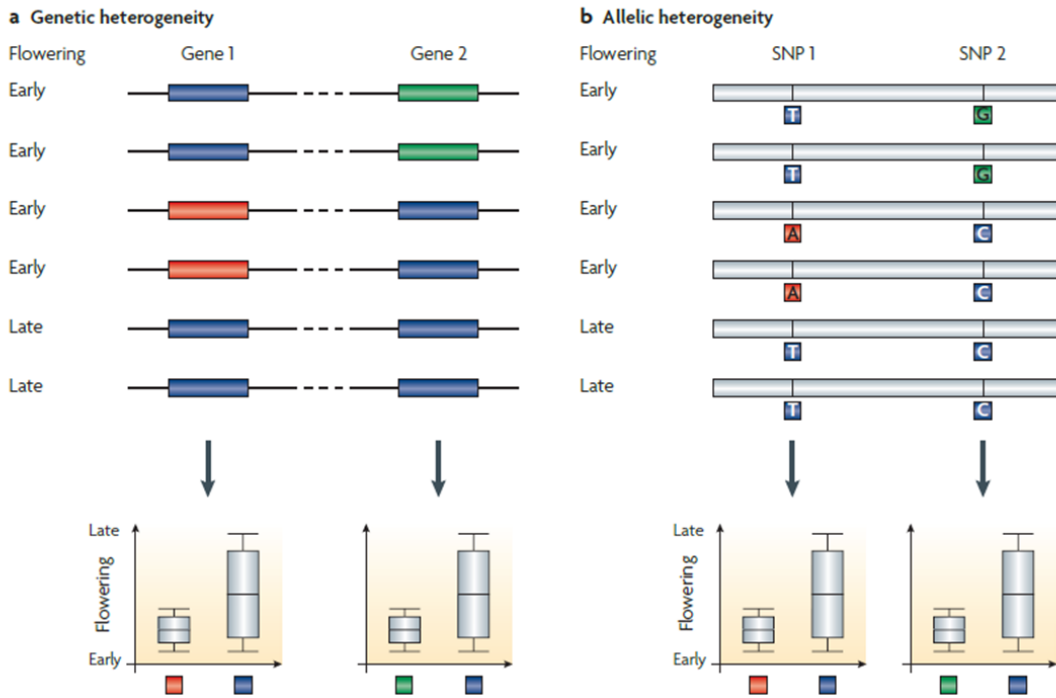 a Genetic heterogeneity
Flowering Gene 1 Gene 2
Early
Early
Early
Early
Late
Late
Late
Flowering
Early
b Allelic heterogeneity
Flowering SNP 1 SNP 2
Early
T G
Early
T G
Early
A C
Early
A C
Late
T C
Late
T C
Late
Flowering
Early